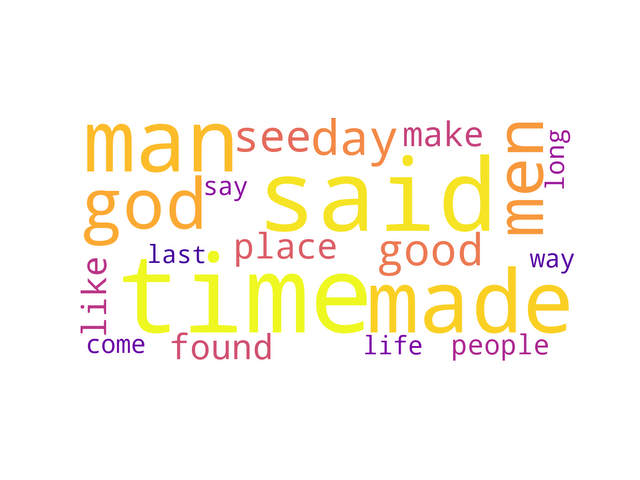 man see day make men long
god say said
like last place good way
time made
come found life people